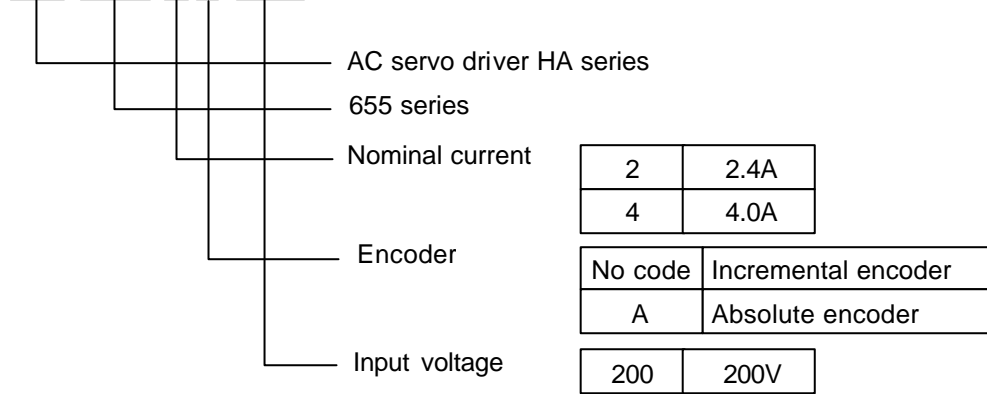 AC servo driver HA series
655 series
Nominal current
2 2.4A
4 4.0A
Encoder
No code Incremental encoder
A Absolute encoder
Input voltage
200 200V